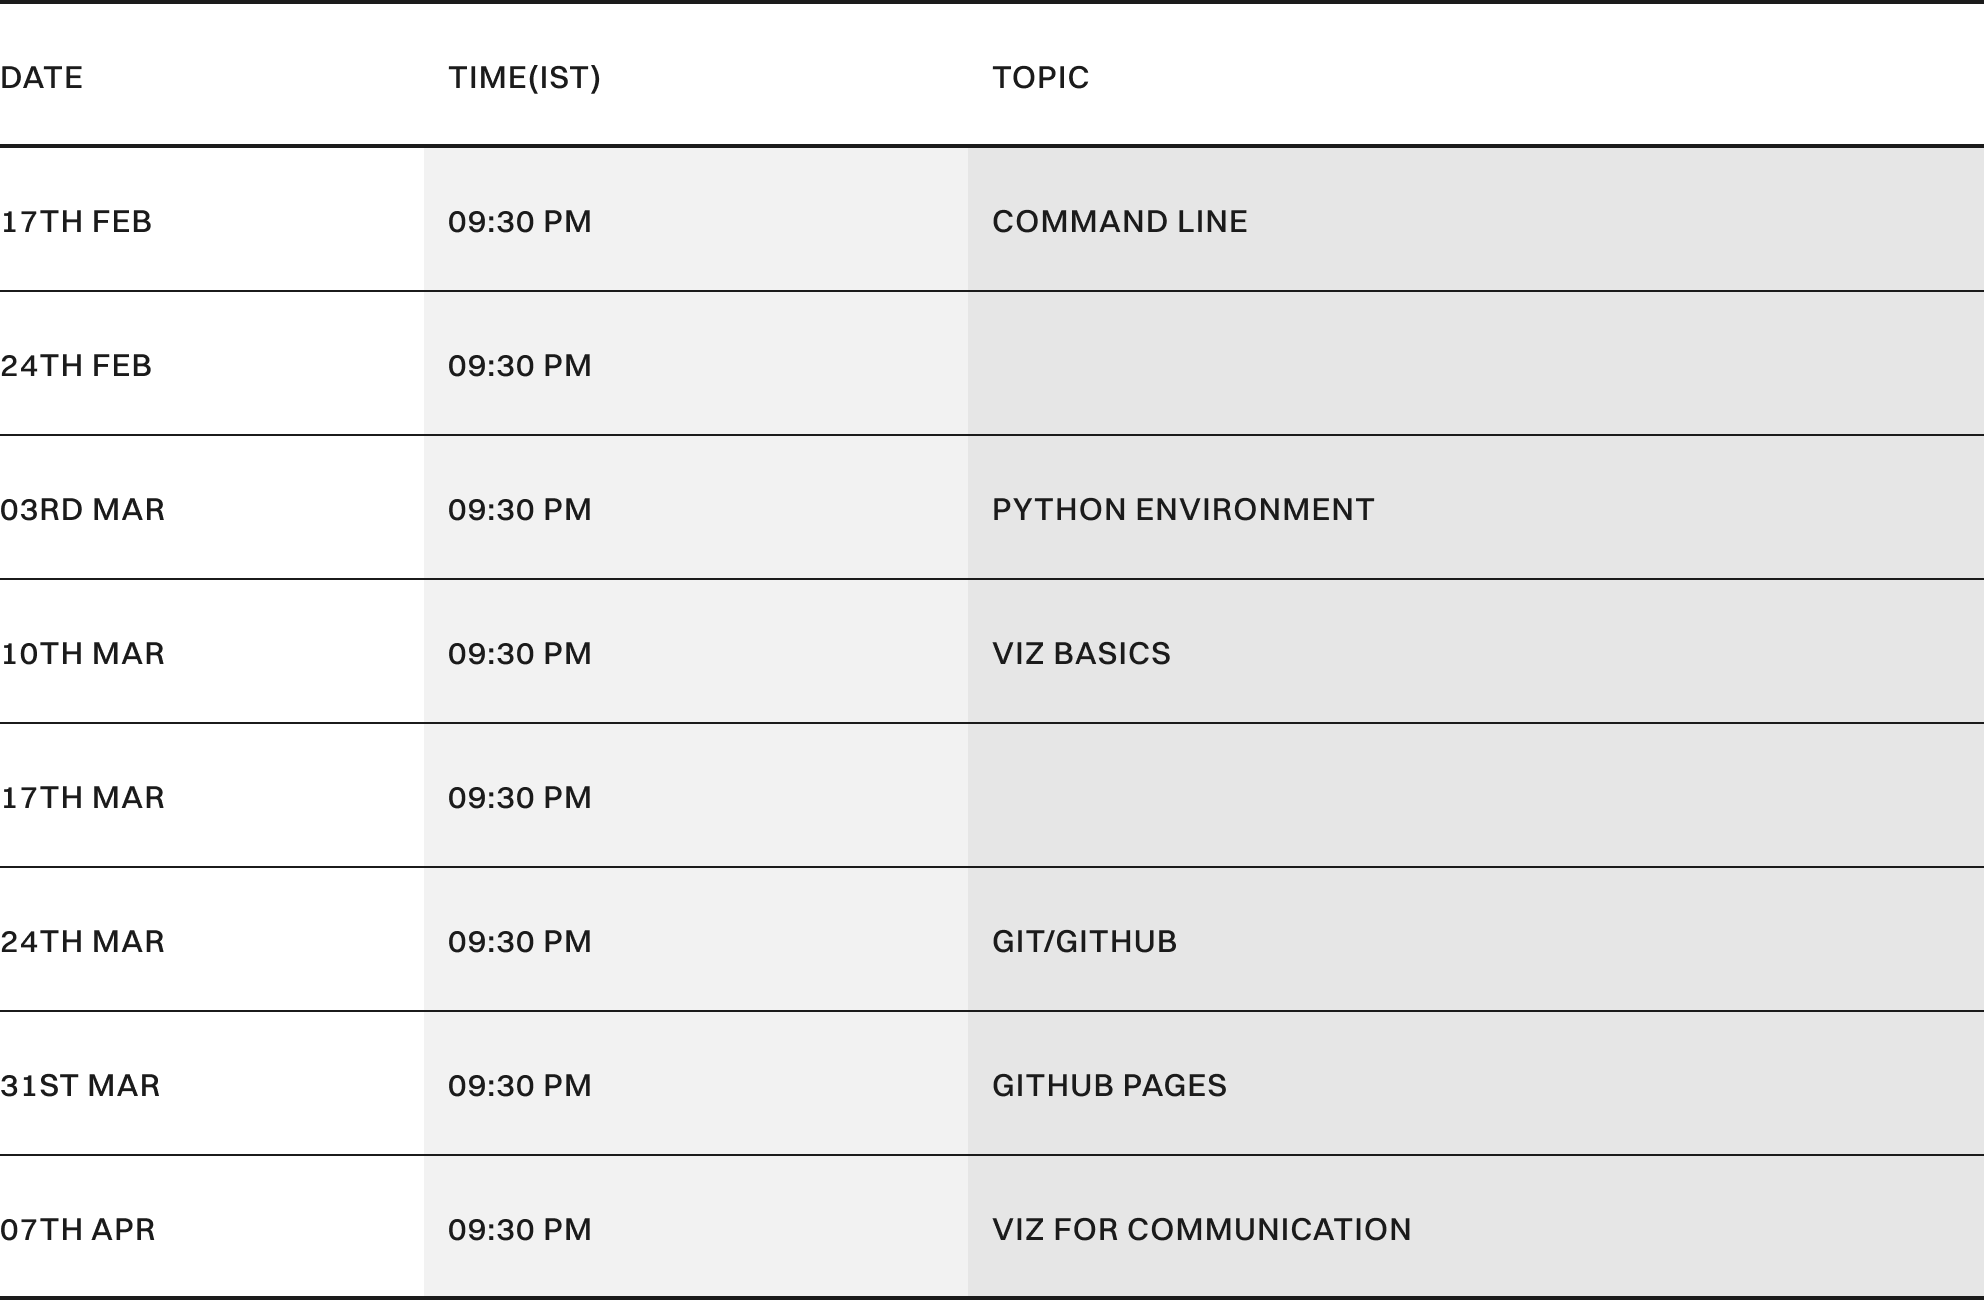 DATE TIME(IST) TOPIC
17TH FEB 09:30 PM COMMAND LINE
24TH FEB 09:30 PM
03RD MAR 09:30 PM PYTHON ENVIRONMENT
10TH MAR 09:30 PM VIZ BASICS
17TH MAR 09:30 PM
24TH MAR 09:30 PM GIT/GITHUB
31ST MAR 09:30 PM GITHUB PAGES
07TH APR 09:30 PM VIZ FOR COMMUNICATION